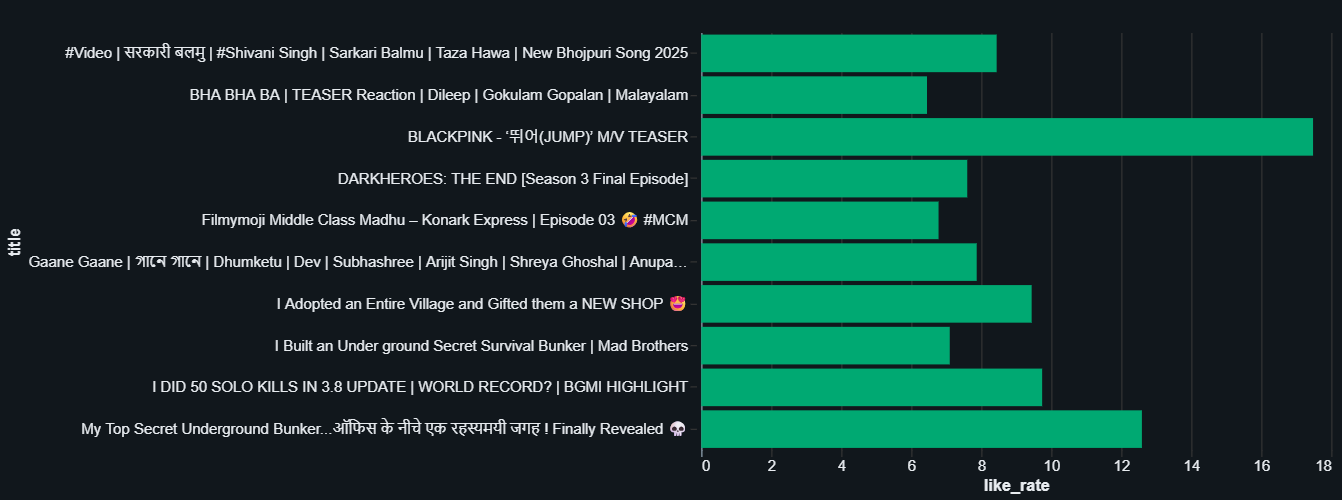 #Video | सरकारी बलमु | #Shivani Singh | Sarkari Balmu | Taza Hawa | New Bhojpuri Song 2025
BHA BHA BA | TEASER Reaction | Dileep | Gokulam Gopalan | Malayalam
BLACKPINK - ‘뛰어(JUMP)’ M/V TEASER
DARKHEROES: THE END [Season 3 Final Episode]
Filmymoji Middle Class Madhu – Konark Express | Episode 03 🤣 #MCM
title
Gaane Gaane | গানে গানে | Dhumketu | Dev | Subhashree | Arijit Singh | Shreya Ghoshal | Anupa…
I Adopted an Entire Village and Gifted them a NEW SHOP 🤩
I Built an Under ground Secret Survival Bunker | Mad Brothers
I DID 50 SOLO KILLS IN 3.8 UPDATE | WORLD RECORD? | BGMI HIGHLIGHT
My Top Secret Underground Bunker...ऑफिस के नीचे एक रहस्यमयी जगह ! Finally Revealed 💀
0 2 4 6 8 10 12 14 16 18
like_rate